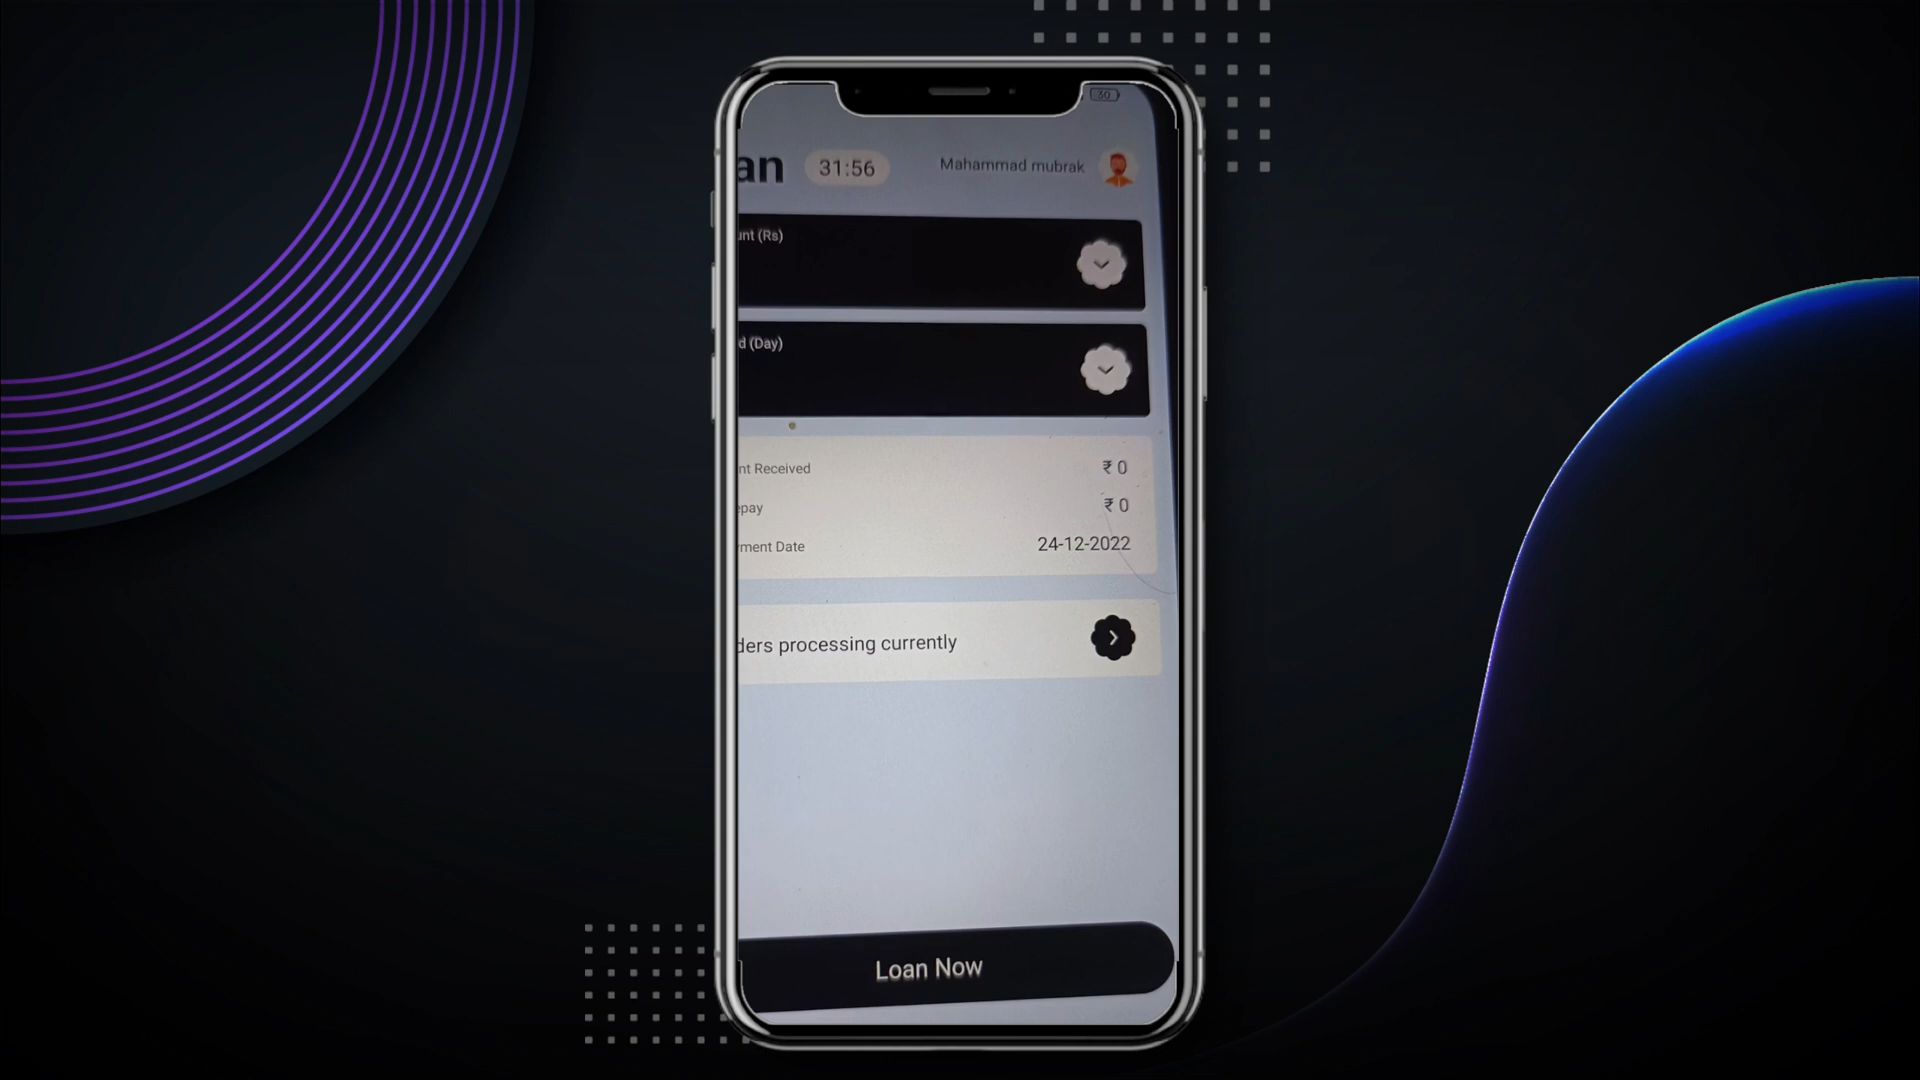 30
an 31:56 Mahammad mubrak
unt (Rs)
d (Day)
nt Received ₹ 0
epay ₹ 0
ment Date 24-12-2022
ders processing currently
Loan Now